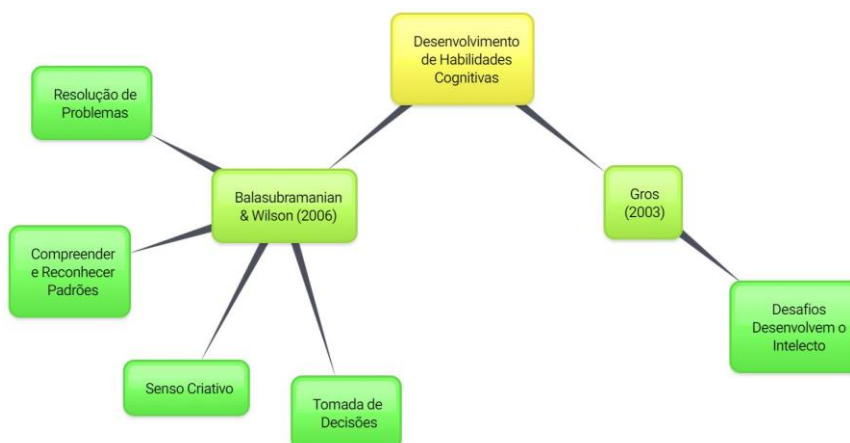 Desenvolvimento
de Habilidades
Cognitivas
Resolução de
Problemas
Balasubramanian
& Wilson (2006)
Gros
(2003)
Compreender
e Reconhecer
Padrões
Desafios
Desenvolvem o
Intelecto
Senso Criativo
Tomada de
Decisões